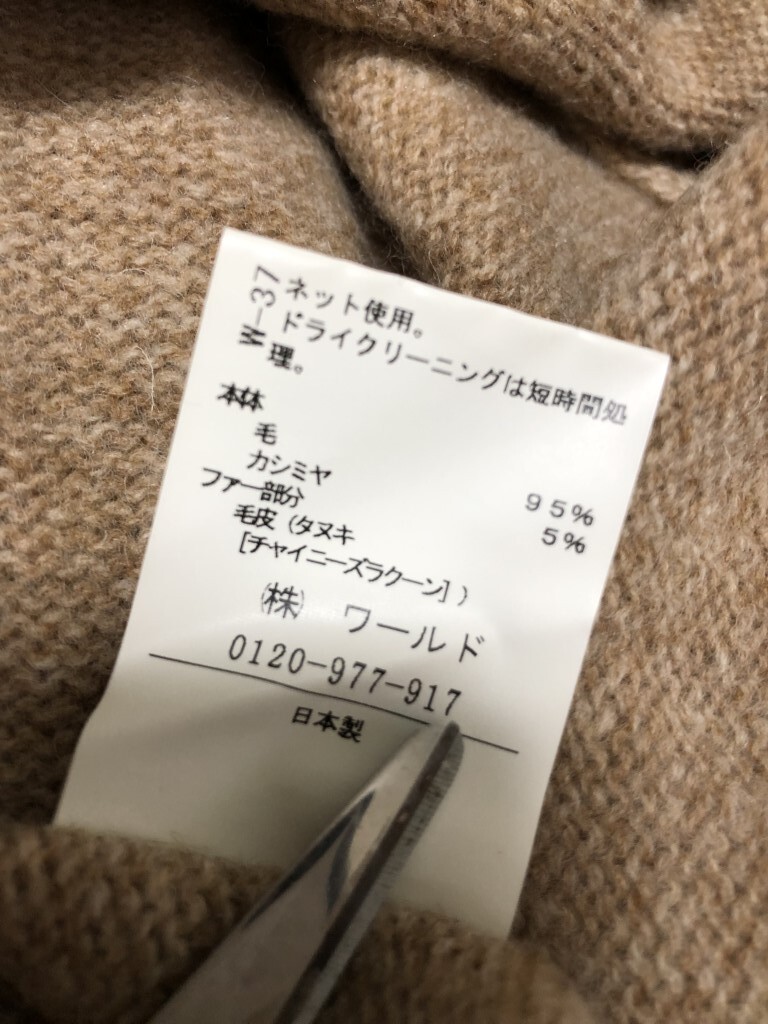 W-37
ネット使用。
ドライクリーニングは短時間処
理。
本体
毛 95%
カシミヤ 5%
ファー部分
毛皮(タヌキ
[チャイニーズラクーン])
㈱ ワールド
0120-977-917
日本製